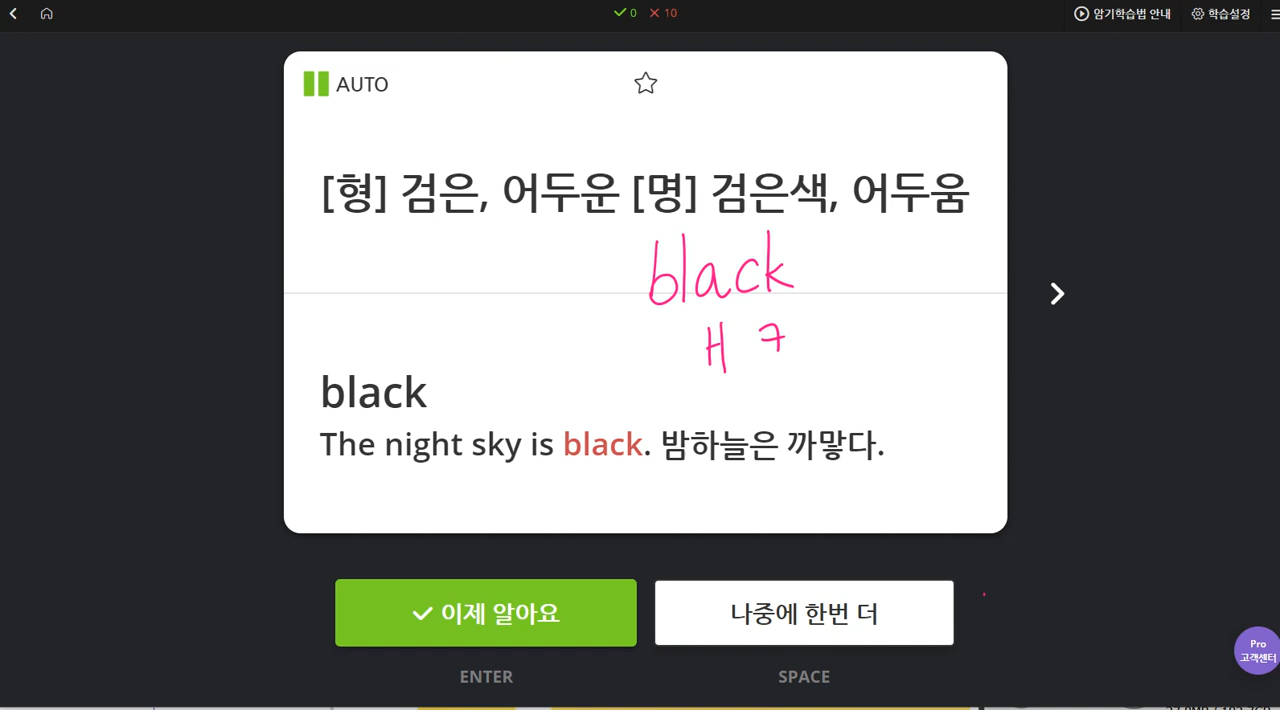 0 10 암기학습법 안내 학습설정
AUTO
[형] 검은, 어두운 [명] 검은색, 어두움
black
ㅐ ㅋ
black
The night sky is black. 밤하늘은 까맣다.
이제 알아요 나중에 한번 더
ENTER SPACE
Pro
고객센터